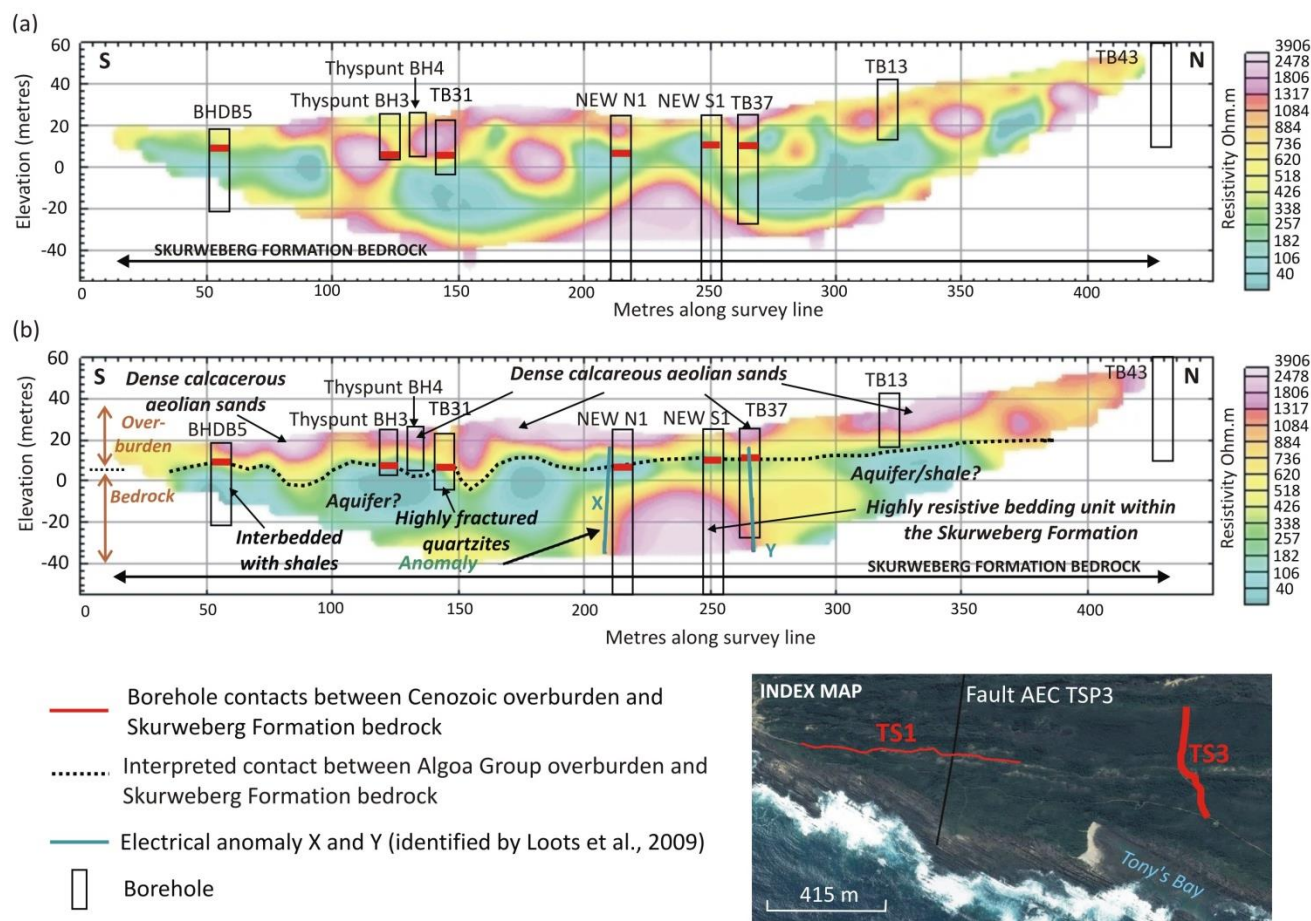 (a)
60
40
20
0
-20
-40
Elevation (metres)
S
N
BHDB5
Thyspunt BH3
Thyspunt BH4
TB31
NEW N1
NEW S1
TB37
TB13
TB43
SKURWEBERG FORMATION BEDROCK
0 50 100 150 200 250 300 350 400
Metres along survey line
Resistivity Ohm.m
3906
2478
1806
1317
1024
884
736
620
518
426
338
257
182
106
40
(b)
60
40
20
0
-20
-40
Elevation (metres)
S
N
Over-
burden
Bedrock
Dense calcacerous
aeolian sands
BHDB5
Thyspunt BH3
Thyspunt BH4
TB31
Dense calcareous aeolian sands
NEW N1
NEW S1
TB37
TB13
TB43
Aquifer?
Interbedded
with shales
Highly fractured
quartzites
Anomaly
X
Y
Aquifer/shale?
Highly resistive bedding unit within
the Skurweberg Formation
SKURWEBERG FORMATION BEDROCK
0 50 100 150 200 250 300 350 400
Metres along survey line
Resistivity Ohm.m
3906
2478
1806
1317
1024
884
736
620
518
426
338
257
182
106
40
Borehole contacts between Cenozoic overburden and
Skurweberg Formation bedrock
Interpreted contact between Algoa Group overburden and
Skurweberg Formation bedrock
Electrical anomaly X and Y (identified by Loots et al., 2009)
Borehole
INDEX MAP
Fault AEC TSP3
TS1
TS3
Tony's Bay
415 m